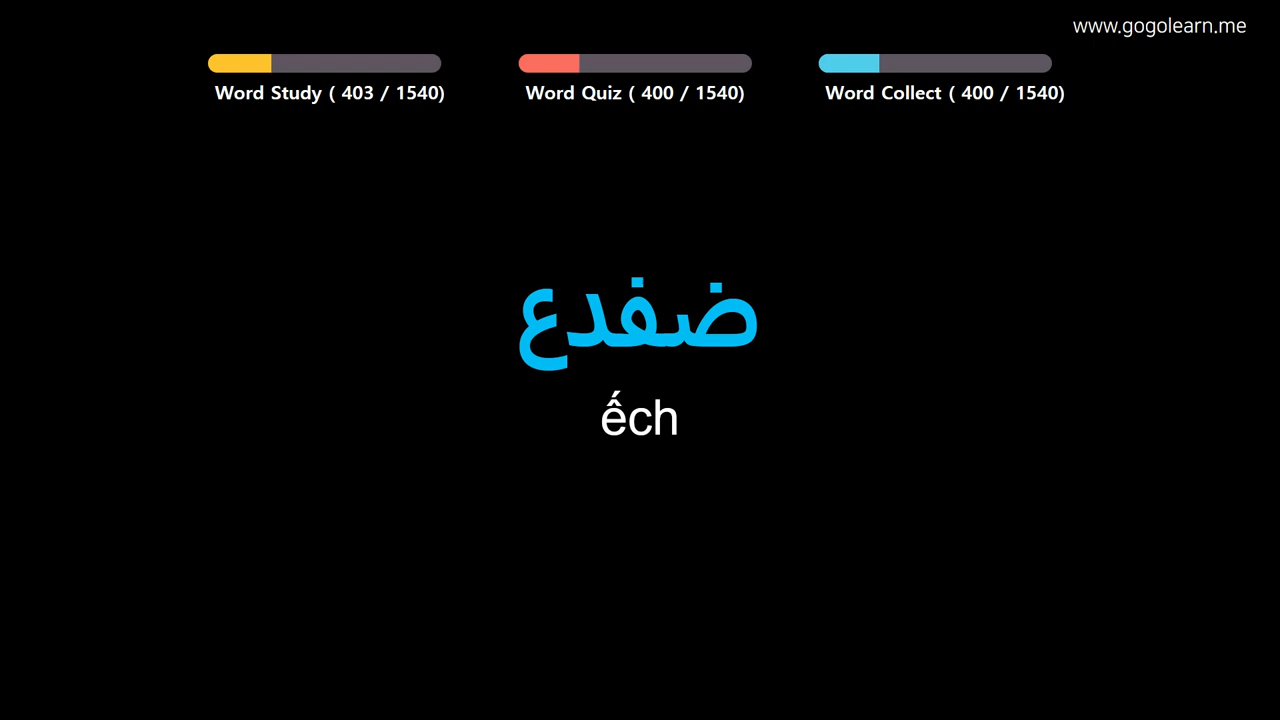 www.gogolearn.me
Word Study ( 403 / 1540)
Word Quiz ( 400 / 1540)
Word Collect ( 400 / 1540)
ضفدع
ếch